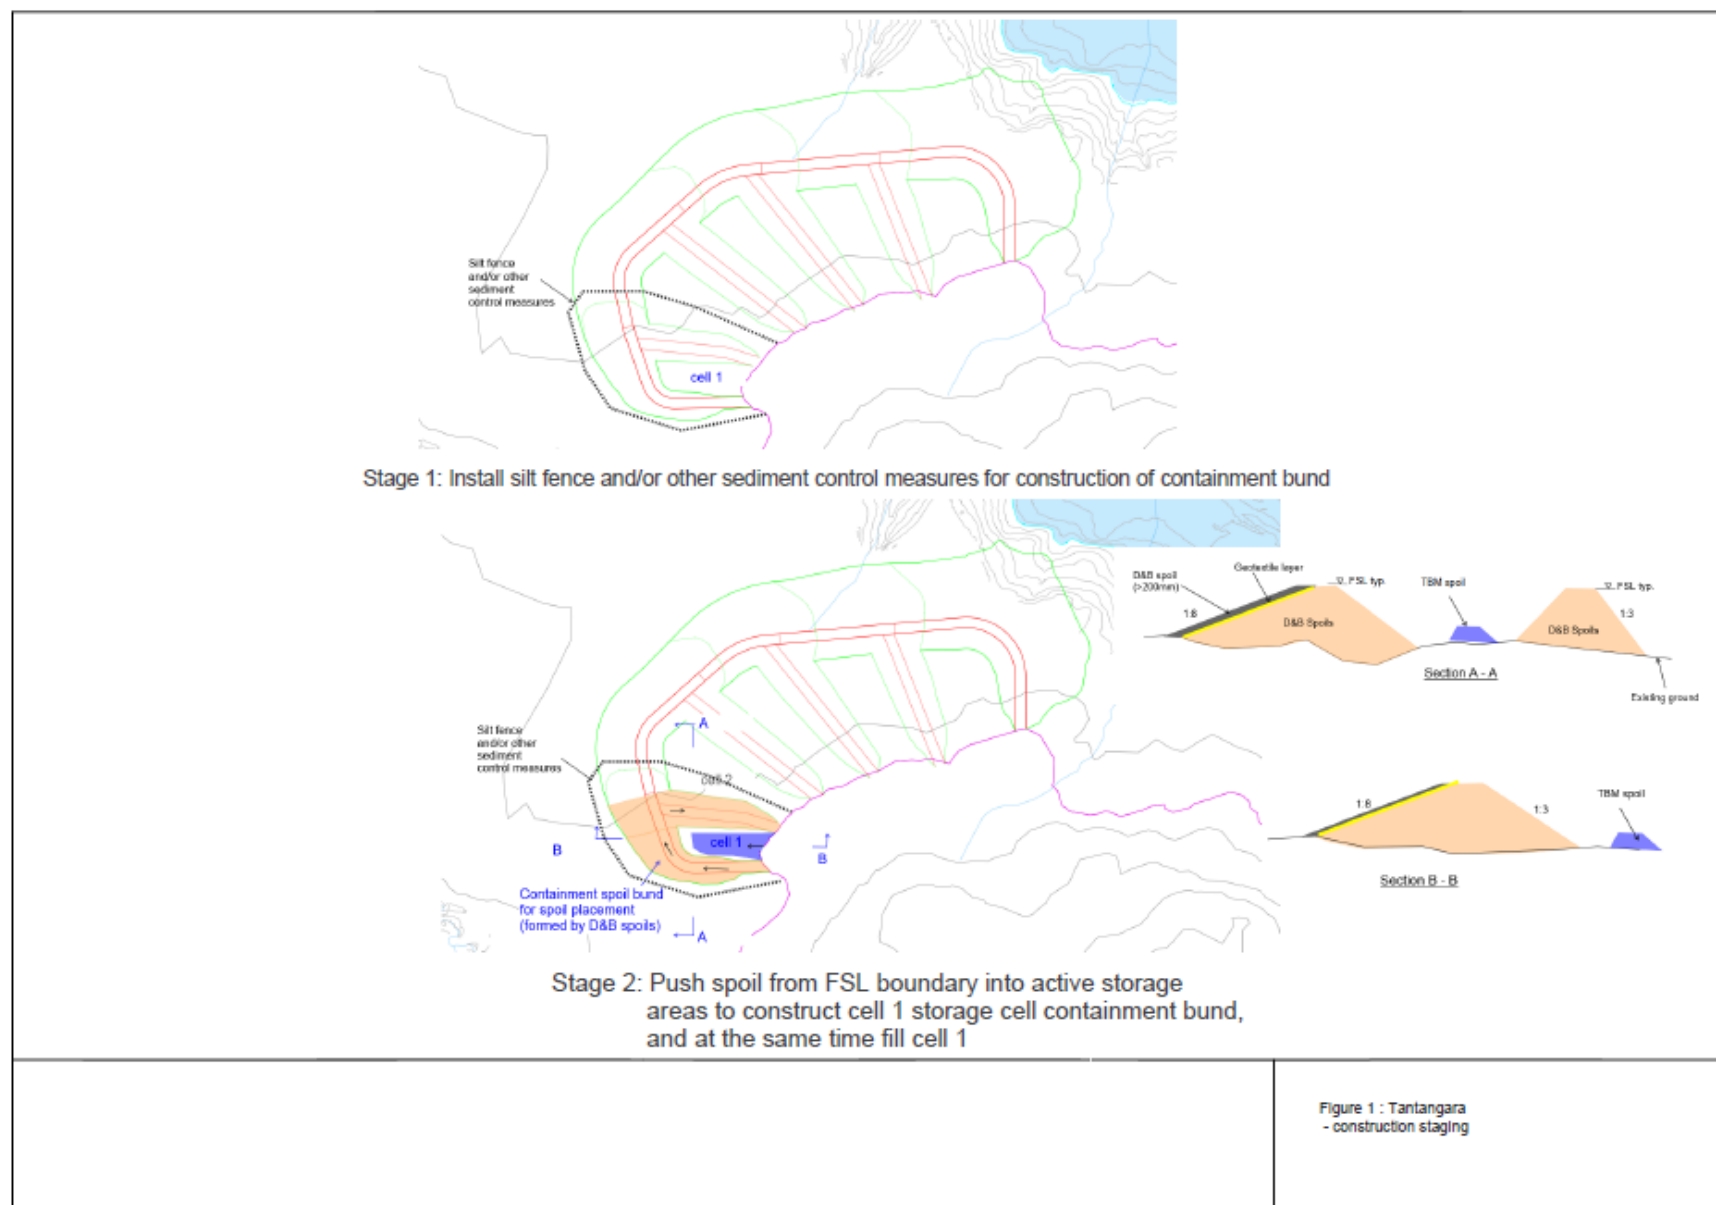 Silt fence
and/or other
sediment
control measures
cell 1
Stage 1: Install silt fence and/or other sediment control measures for construction of containment bund
D&B spoil
(>200mm)
Geotextile layer
FSL typ.
TBM spoil
FSL typ.
1:8
D&B Spoils
1:3
D&B Spoils
Section A - A
Existing ground
A
Silt fence
and/or other
sediment
control measures
cell 2
cell 1
B
B
Containment spoil bund
for spoil placement
(formed by D&B spoils)
A
1:8
1:3
TBM spoil
Section B - B
Stage 2: Push spoil from FSL boundary into active storage
areas to construct cell 1 storage cell containment bund,
and at the same time fill cell 1
Figure 1 : Tantangara
- construction staging